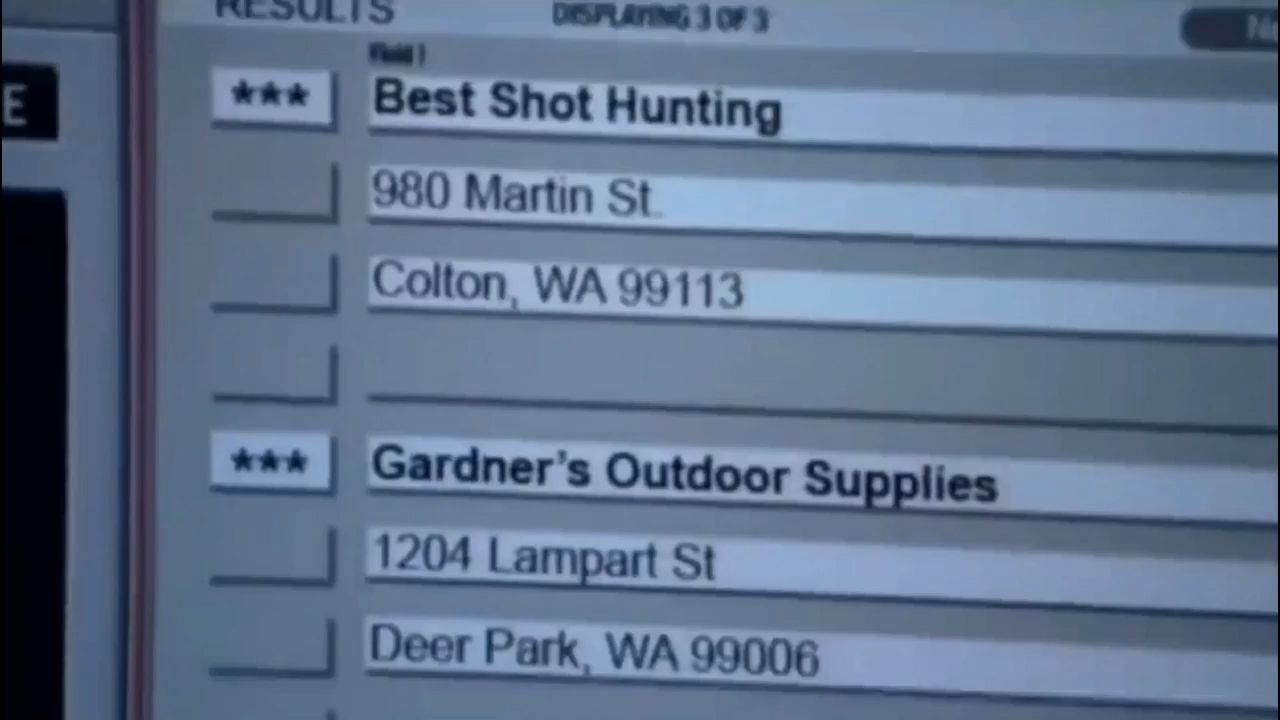 RESULTS
DISPLAYING 3 OF 3
E
*** Best Shot Hunting
980 Martin St.
Colton, WA 99113
*** Gardner's Outdoor Supplies
1204 Lampart St
Deer Park, WA 99006